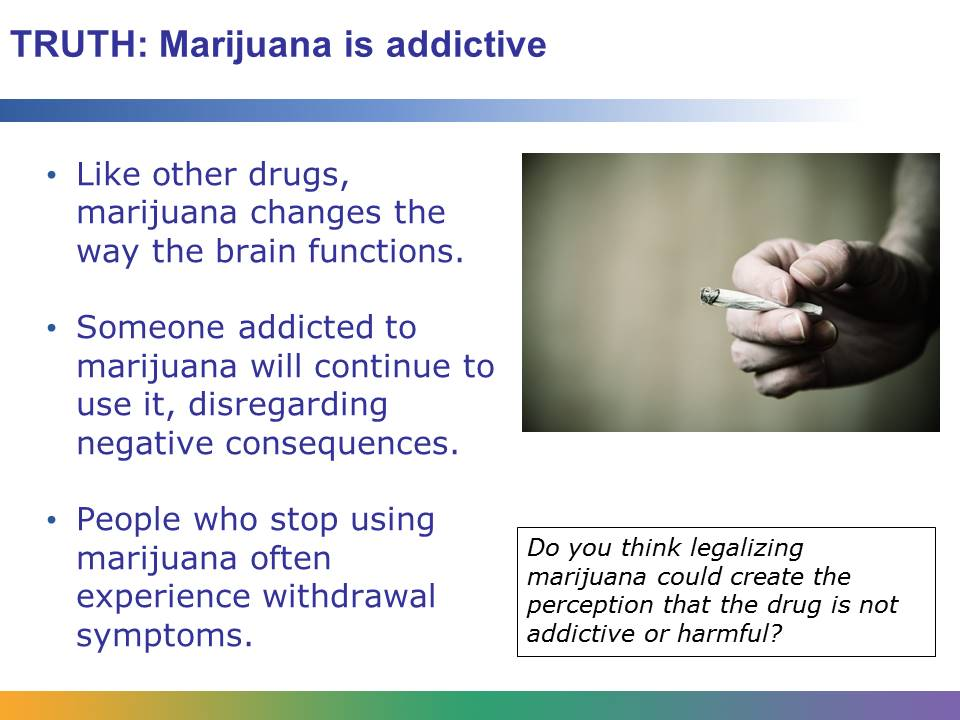 TRUTH: Marijuana is addictive
• Like other drugs,
marijuana changes the
way the brain functions.
• Someone addicted to
marijuana will continue to
use it, disregarding
negative consequences.
• People who stop using
marijuana often
experience withdrawal
symptoms.
Do you think legalizing
marijuana could create the
perception that the drug is not
addictive or harmful?